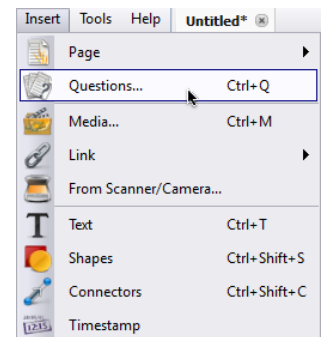 Insert Tools Help Untitled*
Page
Questions... Ctrl+Q
Media... Ctrl+M
Link
From Scanner/Camera...
Text Ctrl+T
Shapes Ctrl+Shift+S
Connectors Ctrl+Shift+C
Timestamp